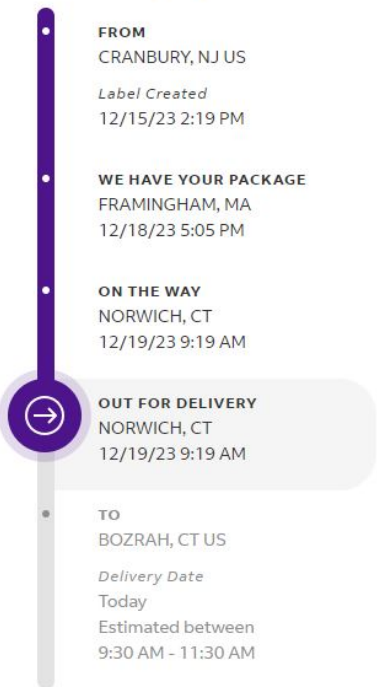 FROM
CRANBURY, NJ US
Label Created
12/15/23 2:19 PM
WE HAVE YOUR PACKAGE
FRAMINGHAM, MA
12/18/23 5:05 PM
ON THE WAY
NORWICH, CT
12/19/23 9:19 AM
OUT FOR DELIVERY
NORWICH, CT
12/19/23 9:19 AM
TO
BOZRAH, CT US
Delivery Date
Today
Estimated between
9:30 AM - 11:30 AM